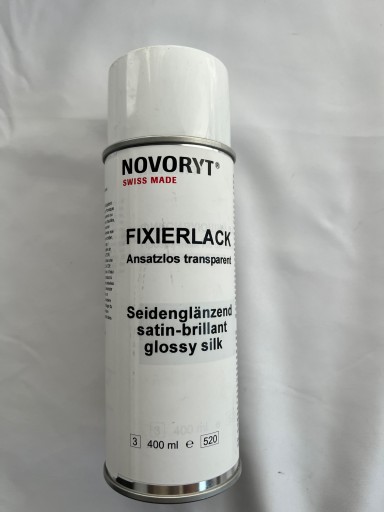 NOVORYT®
SWISS MADE
FIXIERLACK
Ansatzlos transparent
Seidenglänzend
satin-brillant
glossy silk
3 400 ml e 520